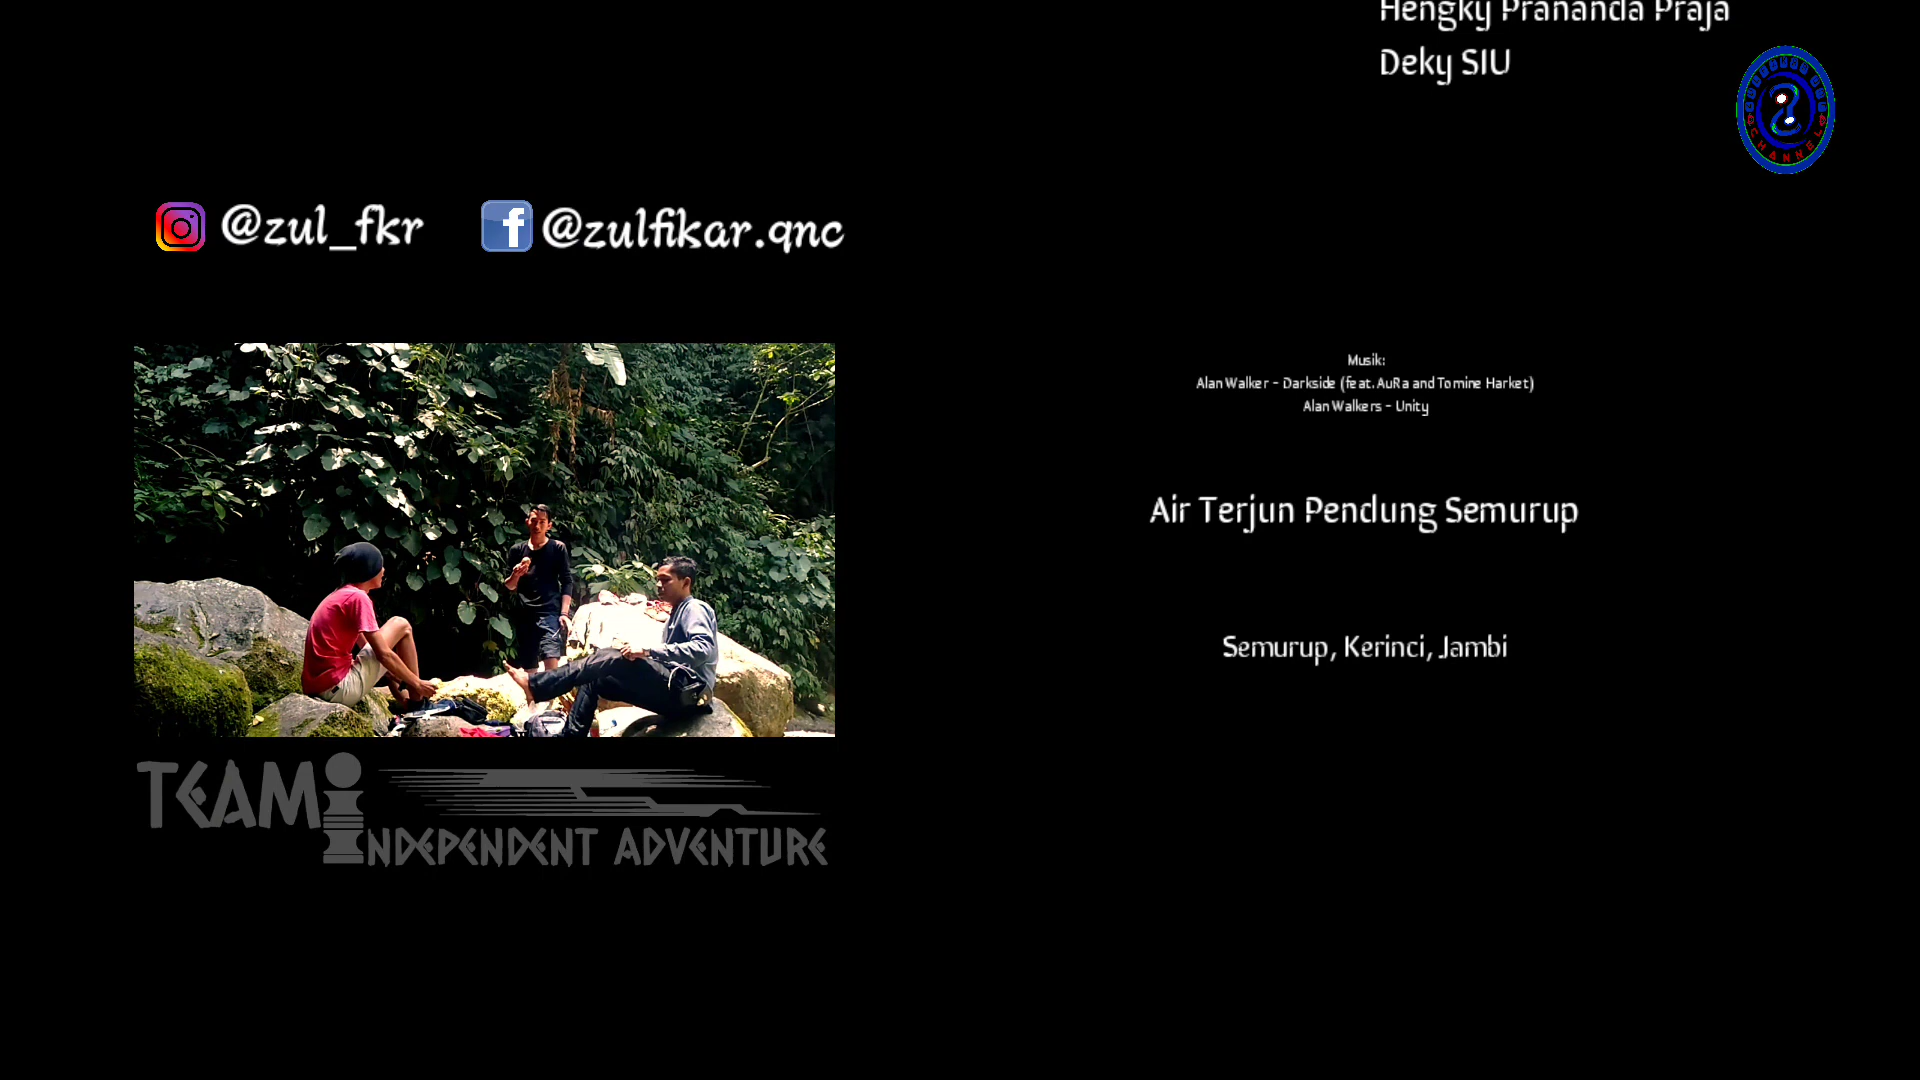 Hengky Prananda Praja
Deky SIU
CHANNEL
@zul_fkr
@zulfikar.qnc
Musik:
Alan Walker - Darkside (feat. AuRa and Tomine Harket)
Alan Walkers - Unity
Air Terjun Pendung Semurup
Semurup, Kerinci, Jambi
TEAM
INDEPENDENT ADVENTURE